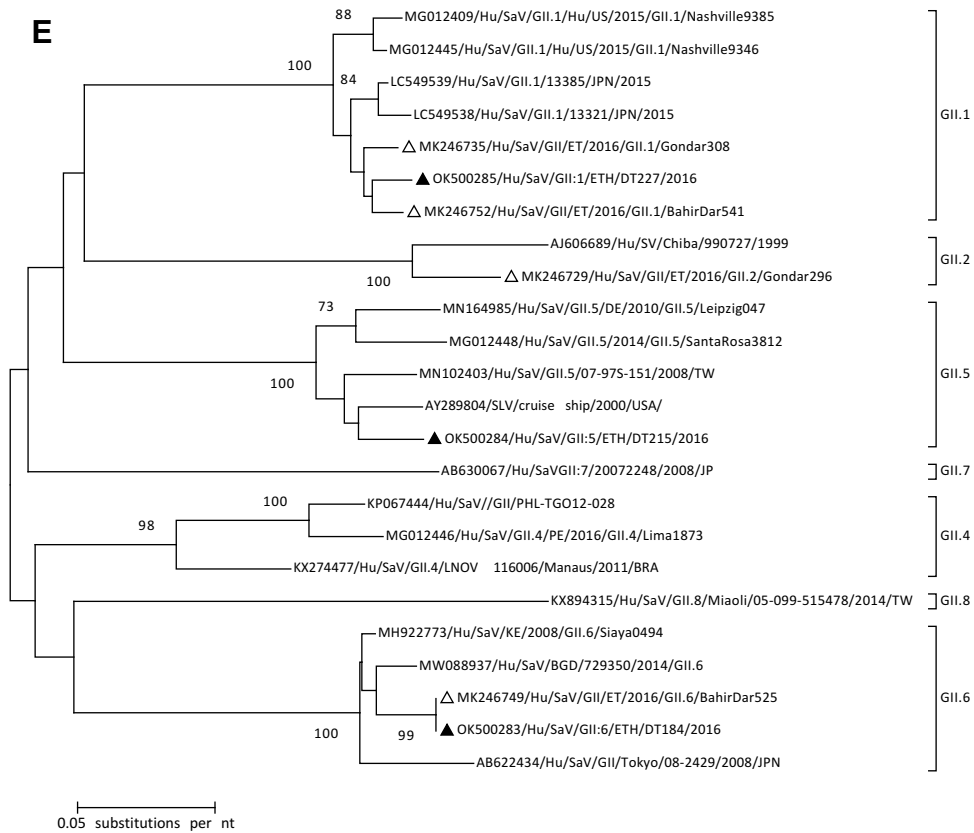 E
88
MG012409/Hu/SaV/GII.1/Hu/US/2015/GII.1/Nashville9385
MG012445/Hu/SaV/GII.1/Hu/US/2015/GII.1/Nashville9346
100
84
LC549539/Hu/SaV/GII.1/13385/JPN/2015
LC549538/Hu/SaV/GII.1/13321/JPN/2015
GII.1
MK246735/Hu/SaV/GII/ET/2016/GII.1/Gondar308
OK500285/Hu/SaV/GII:1/ETH/DT227/2016
MK246752/Hu/SaV/GII/ET/2016/GII.1/BahirDar541
AJ606689/Hu/SV/Chiba/990727/1999
GII.2
100
MK246729/Hu/SaV/GII/ET/2016/GII.2/Gondar296
73
MN164985/Hu/SaV/GII.5/DE/2010/GII.5/Leipzig047
MG012448/Hu/SaV/GII.5/2014/GII.5/SantaRosa3812
GII.5
100
MN102403/Hu/SaV/GII.5/07-97S-151/2008/TW
AY289804/SLV/cruise ship/2000/USA/
OK500284/Hu/SaV/GII:5/ETH/DT215/2016
AB630067/Hu/SaVGII:7/20072248/2008/JP
GII.7
100
KP067444/Hu/SaV//GII/PHL-TGO12-028
98
MG012446/Hu/SaV/GII.4/PE/2016/GII.4/Lima1873
GII.4
KX274477/Hu/SaV/GII.4/LNOV 116006/Manaus/2011/BRA
KX894315/Hu/SaV/GII.8/Miaoli/05-099-515478/2014/TW
GII.8
MH922773/Hu/SaV/KE/2008/GII.6/Siaya0494
MW088937/Hu/SaV/BGD/729350/2014/GII.6
MK246749/Hu/SaV/GII/ET/2016/GII.6/BahirDar525
GII.6
100
99
OK500283/Hu/SaV/GII:6/ETH/DT184/2016
AB622434/Hu/SaV/GII/Tokyo/08-2429/2008/JPN
0.05 substitutions per nt